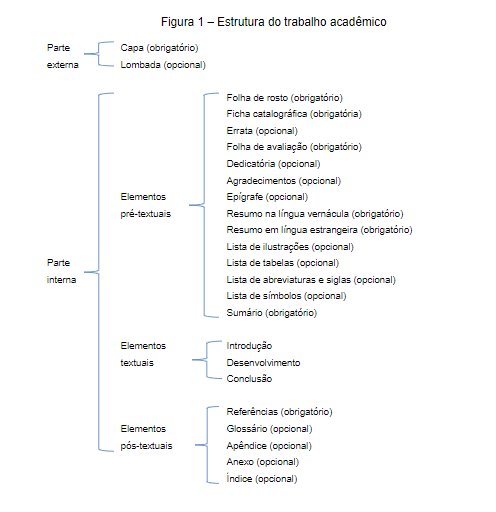 Figura 1 – Estrutura do trabalho acadêmico
Parte
externa
Capa (obrigatório)
Lombada (opcional)
Parte
interna
Elementos
pré-textuais
Folha de rosto (obrigatório)
Ficha catalográfica (obrigatória)
Errata (opcional)
Folha de avaliação (obrigatório)
Dedicatória (opcional)
Agradecimentos (opcional)
Epígrafe (opcional)
Resumo na língua vernácula (obrigatório)
Resumo em língua estrangeira (obrigatório)
Lista de ilustrações (opcional)
Lista de tabelas (opcional)
Lista de abreviaturas e siglas (opcional)
Lista de símbolos (opcional)
Sumário (obrigatório)
Elementos
textuais
Introdução
Desenvolvimento
Conclusão
Elementos
pós-textuais
Referências (obrigatório)
Glossário (opcional)
Apêndice (opcional)
Anexo (opcional)
Índice (opcional)